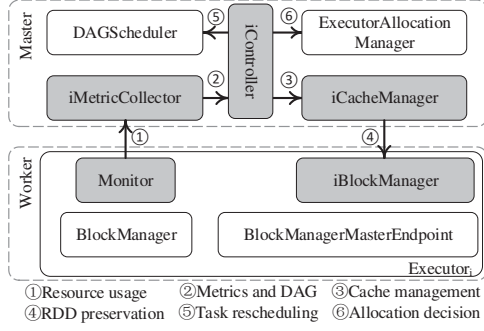 Master
DAGScheduler
⑤
iController
⑥
ExecutorAllocation
Manager
iMetricCollector
②
③
iCacheManager
①
④
Worker
Monitor
iBlockManager
BlockManager
BlockManagerMasterEndpoint
Executorᵢ
①Resource usage ②Metrics and DAG ③Cache management
④RDD preservation ⑤Task rescheduling ⑥Allocation decision